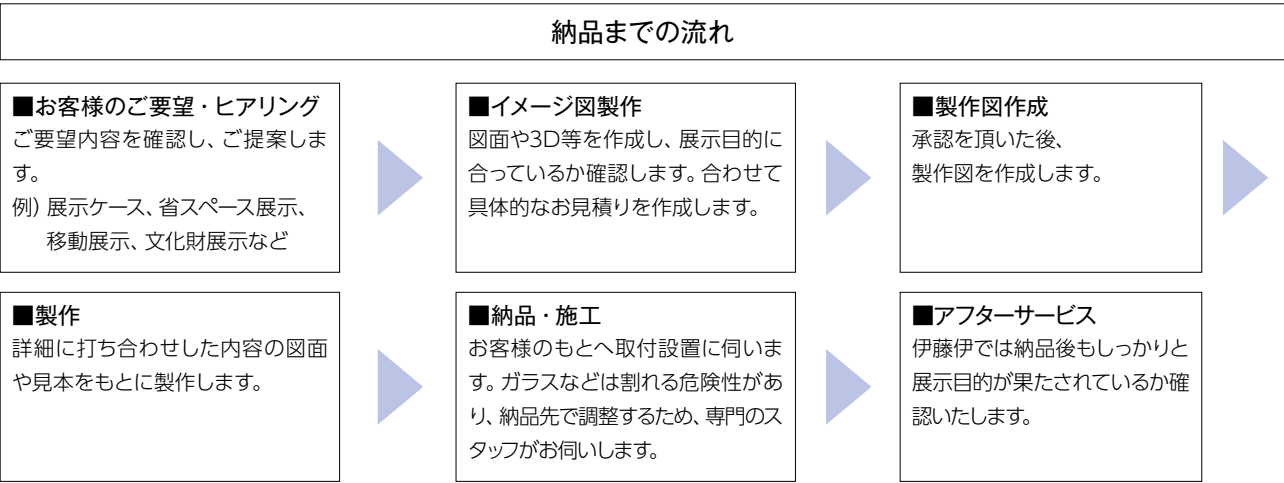 納品までの流れ
■お客様のご要望・ヒアリング
ご要望内容を確認し、ご提案しま
す。
例）展示ケース、省スペース展示、
移動展示、文化財展示など
■イメージ図製作
図面や3D等を作成し、展示目的に
合っているか確認します。合わせて
具体的なお見積りを作成します。
■製作図作成
承認を頂いた後、
製作図を作成します。
■製作
詳細に打ち合わせした内容の図面
や見本をもとに製作します。
■納品・施工
お客様のもとへ取付設置に伺いま
す。ガラスなどは割れる危険性があ
り、納品先で調整するため、専門のス
タッフがお伺いします。
■アフターサービス
伊藤伊では納品後もしっかりと
展示目的が果たされているか確
認いたします。